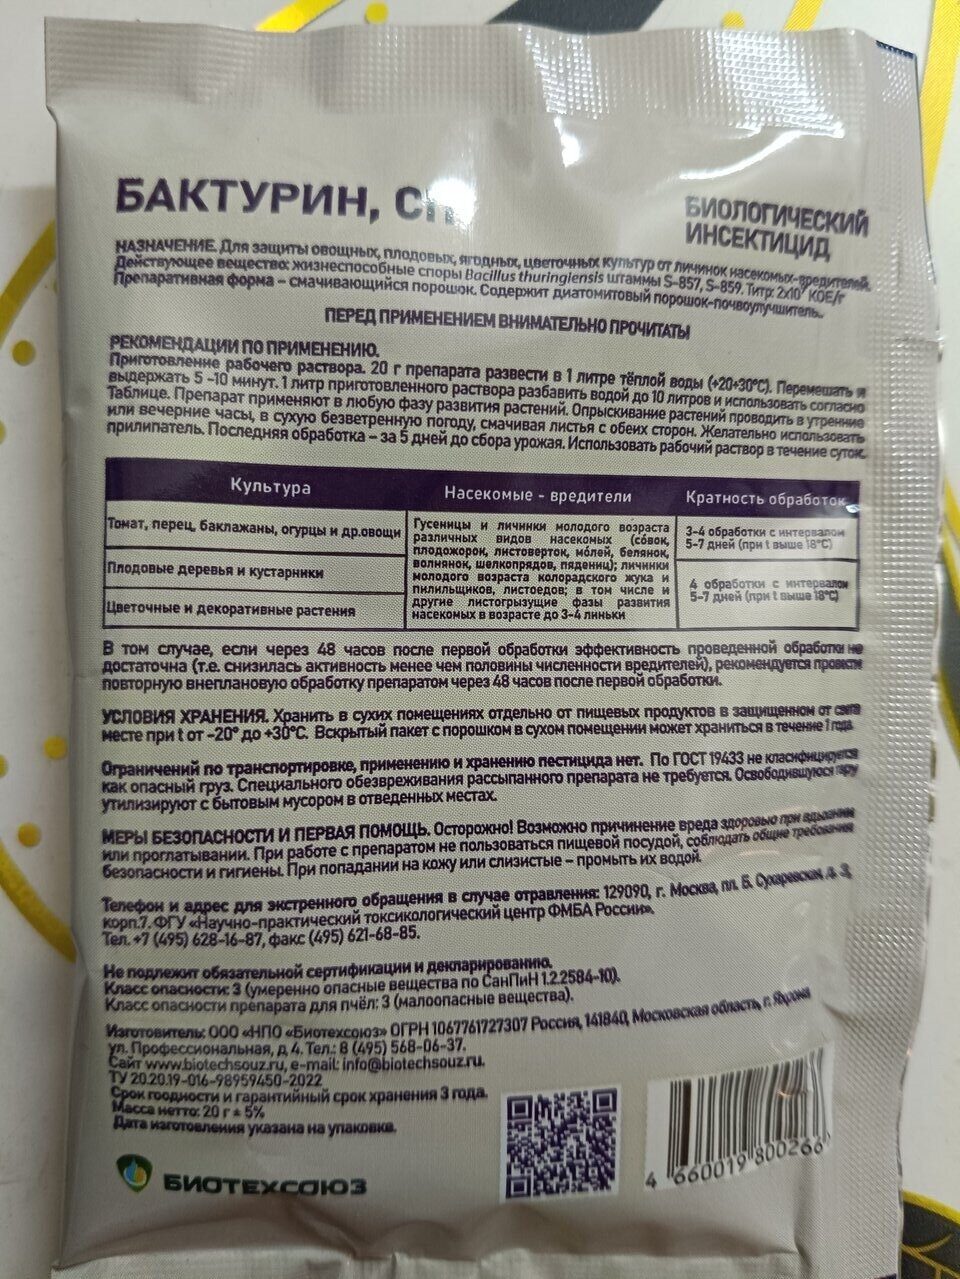 БАКТУРИН, СП
БИОЛОГИЧЕСКИЙ
ИНСЕКТИЦИД
НАЗНАЧЕНИЕ. Для защиты овощных, плодовых, ягодных, цветочных культур от личинок насекомых-вредителей.
Действующее вещество: жизнеспособные споры Bacillus thuringiensis штаммы S-857, S-859. Титр: 2x10⁷ КОЕ/г
Препаративная форма – смачивающийся порошок. Содержит диатомитовый порошок-почвоулучшитель..
ПЕРЕД ПРИМЕНЕНИЕМ ВНИМАТЕЛЬНО ПРОЧИТАТЬ!
РЕКОМЕНДАЦИИ ПО ПРИМЕНЕНИЮ.
Приготовление рабочего раствора. 20 г препарата развести в 1 литре тёплой воды (+20+30°С). Перемешать и
выдержать 5 -10 минут. 1 литр приготовленного раствора разбавить водой до 10 литров и использовать согласно
Таблице. Препарат применяют в любую фазу развития растений. Опрыскивание растений проводить в утренние
или вечерние часы, в сухую безветренную погоду, смачивая листья с обеих сторон. Желательно использовать
прилипатель. Последняя обработка – за 5 дней до сбора урожая. Использовать рабочий раствор в течение суток.
Культура
Насекомые - вредители
Кратность обработок
Томат, перец, баклажаны, огурцы и др.овощи
Плодовые деревья и кустарники
Цветочные и декоративные растения
Гусеницы и личинки молодого возраста
различных видов насекомых (совок,
плодожорок, листоверток, молей, белянок,
волнянок, шелкопрядов, пядениц); личинки
молодого возраста колорадского жука и
пилильщиков, листоедов; в том числе и
другие листогрызущие фазы развития
насекомых в возрасте до 3-4 линьки
3-4 обработки с интервалом
5-7 дней (при t выше 18°С)
4 обработки с интервалом
5-7 дней (при t выше 18°С)
В том случае, если через 48 часов после первой обработки эффективность проведенной обработки не
достаточна (т.е. снизилась активность менее чем половины численности вредителей), рекомендуется провести
повторную внеплановую обработку препаратом через 48 часов после первой обработки.
УСЛОВИЯ ХРАНЕНИЯ. Хранить в сухих помещениях отдельно от пищевых продуктов в защищенном от света
месте при t от -20° до +30°С. Вскрытый пакет с порошком в сухом помещении может храниться в течение 1 года.
Ограничений по транспортировке, применению и хранению пестицида нет. По ГОСТ 19433 не классифицируется
как опасный груз. Специального обезвреживания рассыпанного препарата не требуется. Освободившуюся тару
утилизируют с бытовым мусором в отведенных местах.
МЕРЫ БЕЗОПАСНОСТИ И ПЕРВАЯ ПОМОЩЬ. Осторожно! Возможно причинение вреда здоровью при вдыхании
или проглатывании. При работе с препаратом не пользоваться пищевой посудой, соблюдать общие требования
безопасности и гигиены. При попадании на кожу или слизистые – промыть их водой.
Телефон и адрес для экстренного обращения в случае отравления: 129090, г. Москва, пл. Б. Сухаревская, д. 3,
корп.7. ФГУ «Научно-практический токсикологический центр ФМБА России».
Тел. +7 (495) 628-16-87, факс (495) 621-68-85.
Не подлежит обязательной сертификации и декларированию.
Класс опасности: 3 (умеренно опасные вещества по СанПиН 1.2.2584-10).
Класс опасности препарата для пчёл: 3 (малоопасные вещества).
Изготовитель: ООО «НПО «Биотехсоюз» ОГРН 1067761727307 Россия, 141840, Московская область, г. Яхрома
ул. Профессиональная, д. 4. Тел.: 8 (495) 568-06-37.
Сайт www.biotechsouz.ru, e-mail: info@biotechsouz.ru.
ТУ 20.20.19-016-98959450-2022
Срок годности и гарантийный срок хранения 3 года.
Масса нетто: 20 г ± 5%
Дата изготовления указана на упаковке.
БИОТЕХСОЮЗ
4 660019 800266